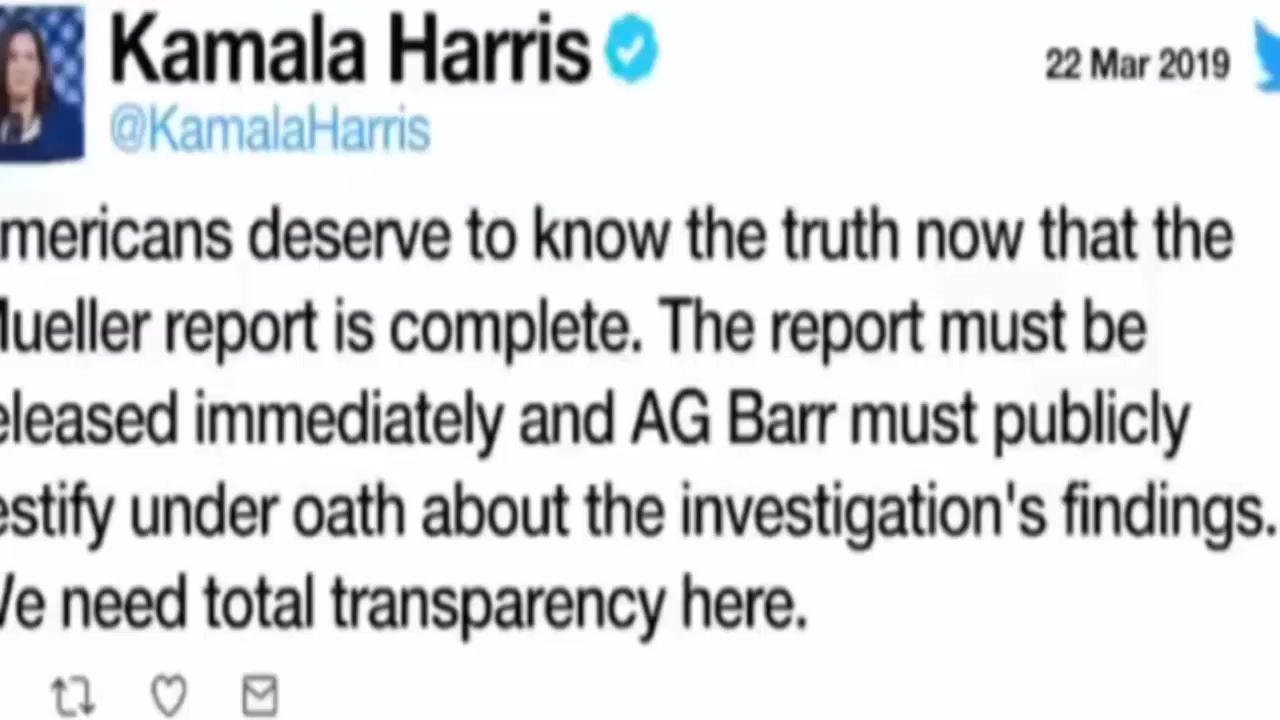 Kamala Harris
22 Mar 2019
@KamalaHarris
mericans deserve to know the truth now that the
ueller report is complete. The report must be
eleased immediately and AG Barr must publicly
estify under oath about the investigation's findings.
e need total transparency here.